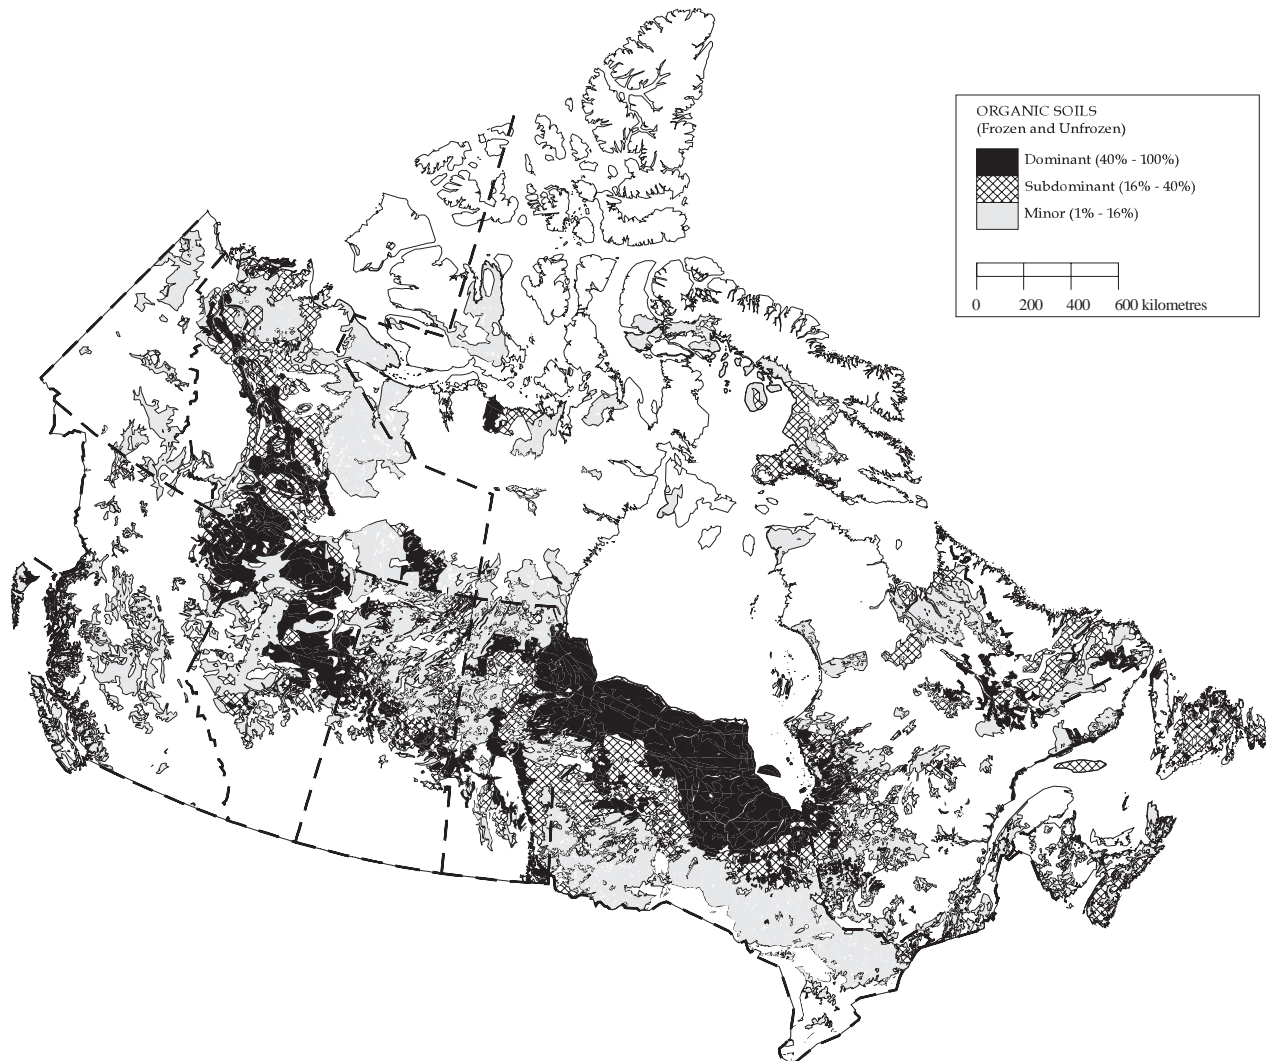 ORGANIC SOILS
(Frozen and Unfrozen)
Dominant (40% - 100%)
Subdominant (16% - 40%)
Minor (1% - 16%)
0 200 400 600 kilometres